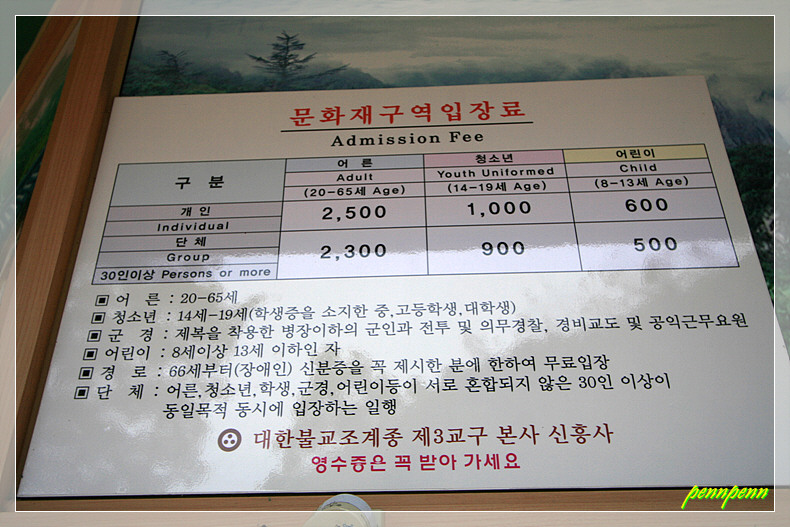 문화재구역입장료
Admission Fee
구 분
어 른
Adult
(20-65세 Age)
청소년
Youth Uniformed
(14-19세 Age)
어린이
Child
(8-13세 Age)
개 인
Individual
2,500
1,000
600
단 체
Group
30인이상 Persons or more
2,300
900
500
▣ 어 른 : 20-65세
▣ 청소년 : 14세-19세(학생증을 소지한 중,고등학생,대학생)
▣ 군 경 : 제복을 착용한 병장이하의 군인과 전투 및 의무경찰, 경비교도 및 공익근무요원
▣ 어린이 : 8세이상 13세 이하인 자
▣ 경 로 : 66세부터(장애인) 신분증을 꼭 제시한 분에 한하여 무료입장
▣ 단 체 : 어른,청소년,학생,군경,어린이등이 서로 혼합되지 않은 30인 이상이
동일목적 동시에 입장하는 일행
대한불교조계종 제3교구 본사 신흥사
영수증은 꼭 받아 가세요
pennpenn